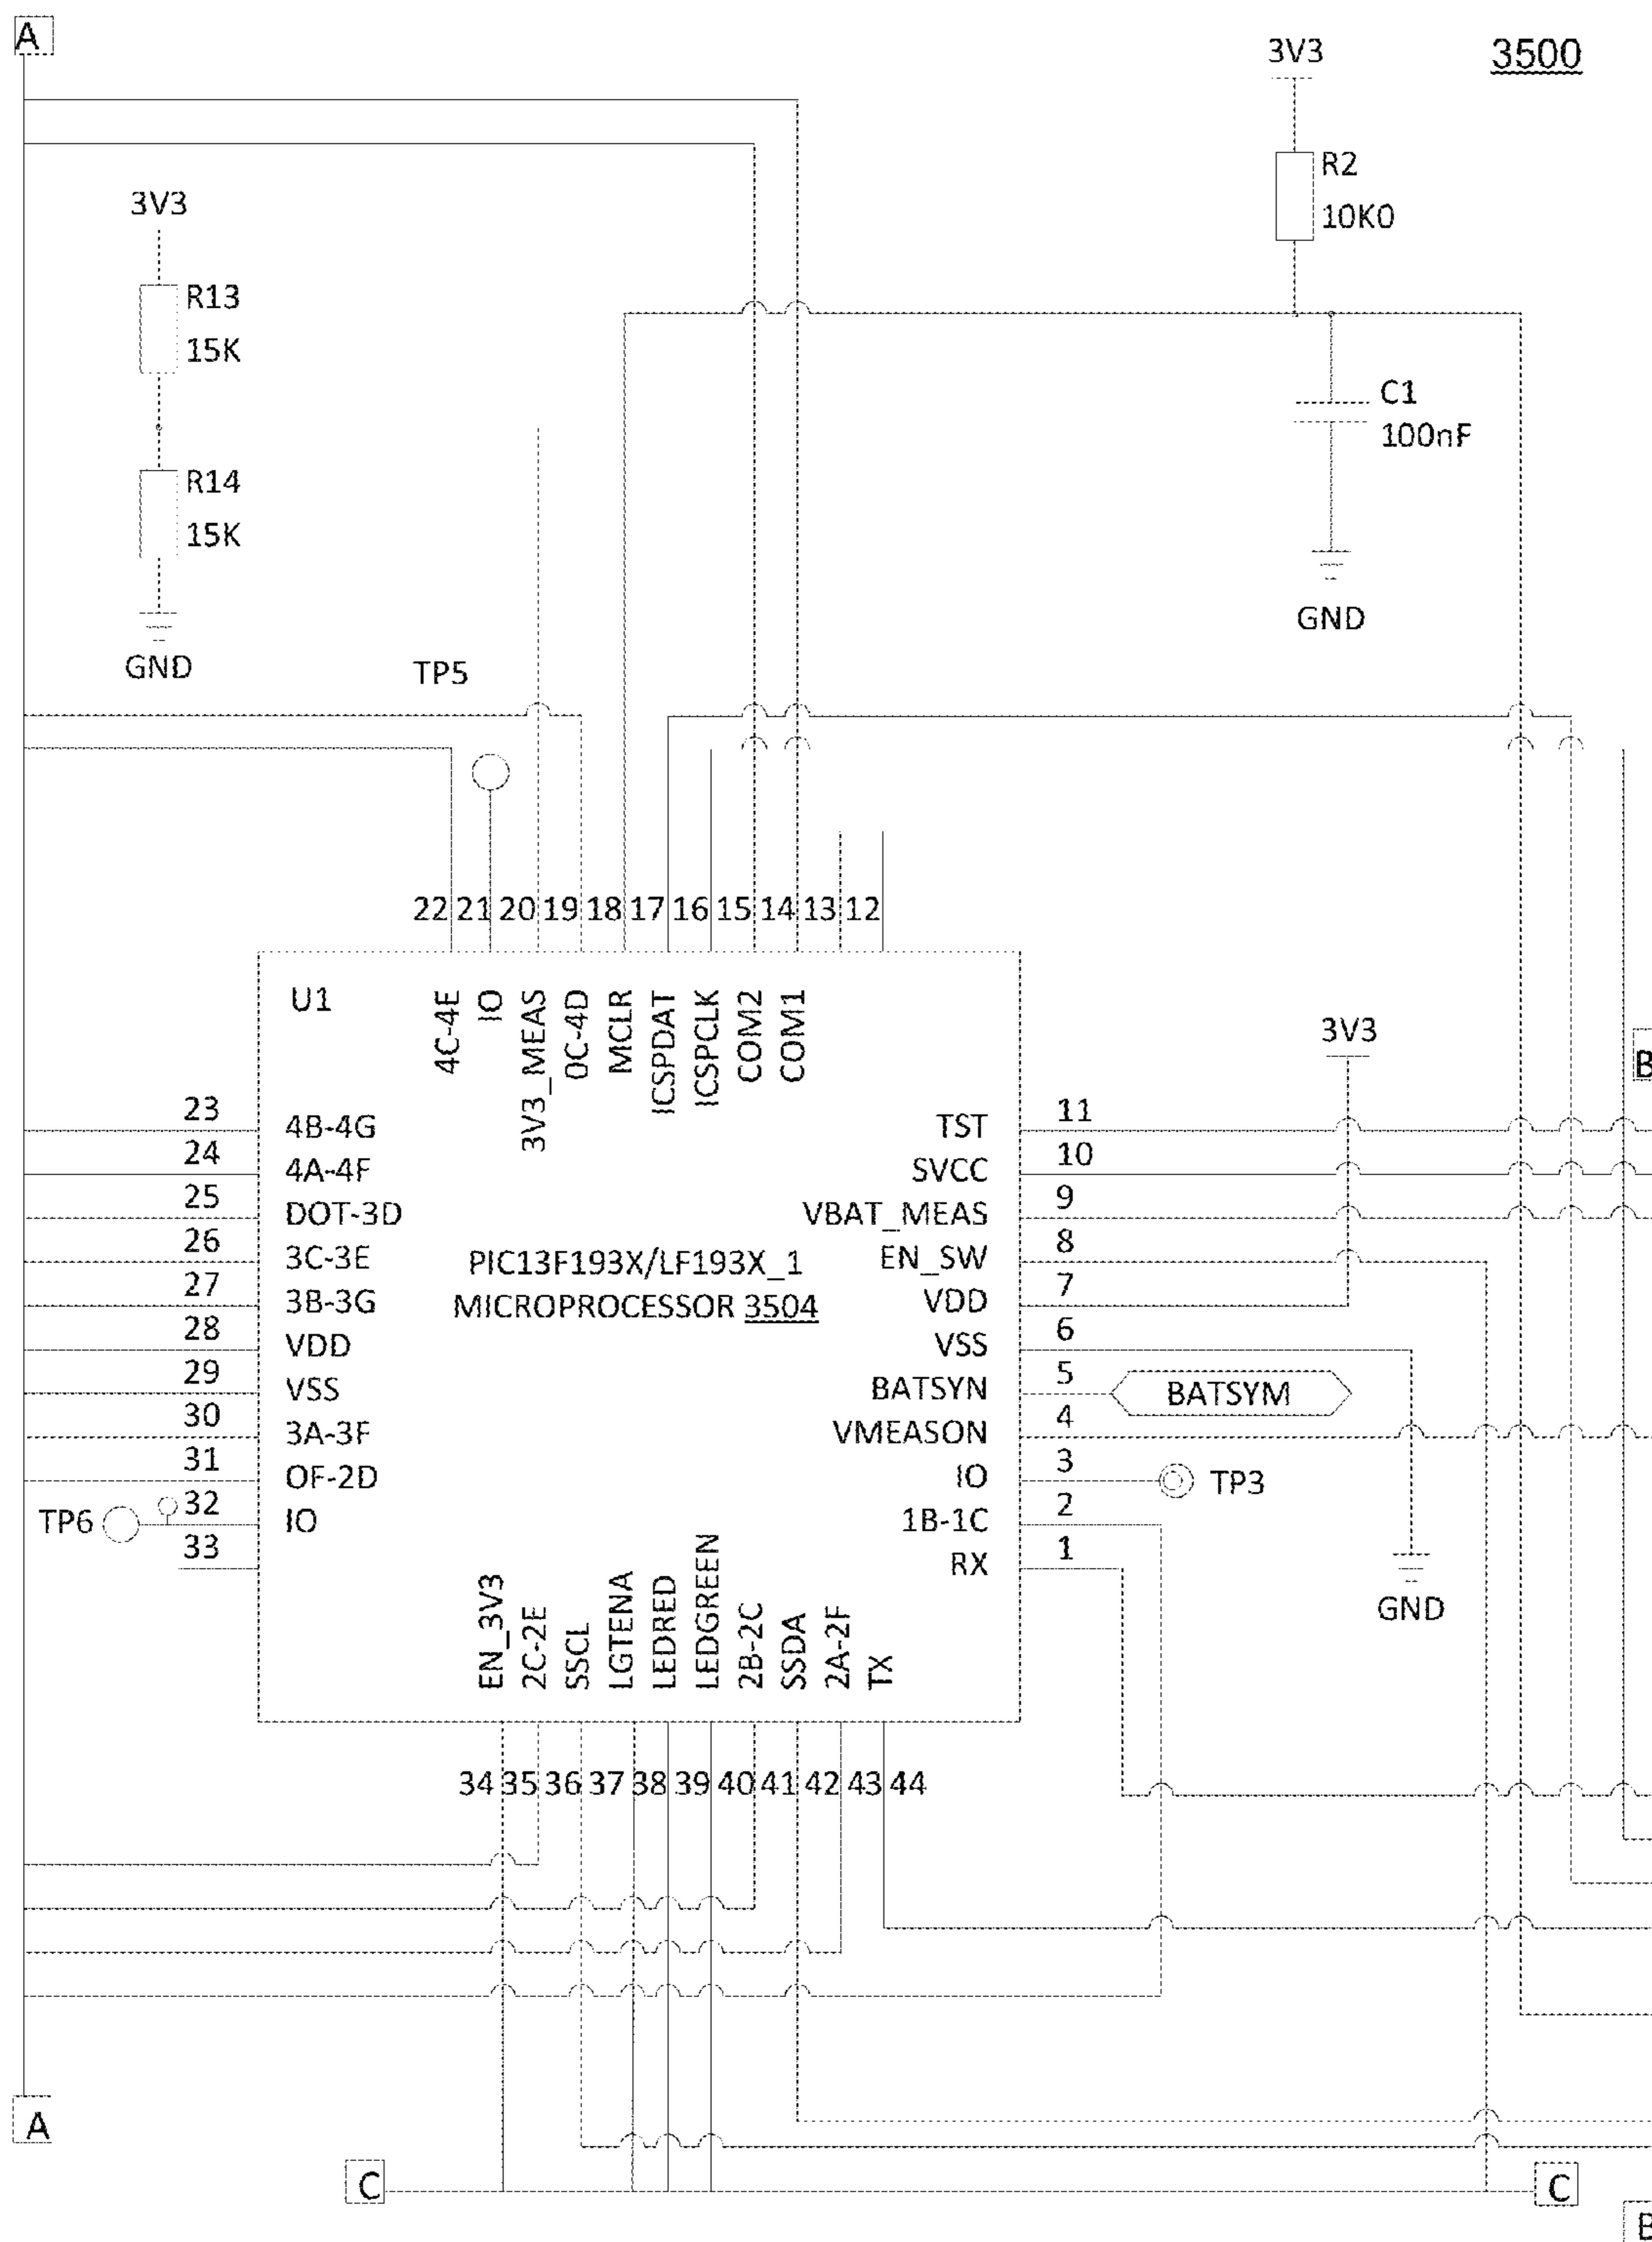 A
3V3
3500
R2
10K0
3V3
R13
15K
C1
100nF
R14
15K
GND
GND
TP5
22 21 20 19 18 17 16 15 14 13 12
U1
4C-4E
IO
3V3_MEAS
0C-4D
MCLR
ICSPDAT
ICSPCLK
COM2
COM1
3V3
B
23 4B-4G
24 4A-4F
25 DOT-3D
26 3C-3E
27 3B-3G
28 VDD
29 VSS
30 3A-3F
31 OF-2D
TP6 32 IO
33
PIC13F193X/LF193X_1
MICROPROCESSOR 3504
TST 11
SVCC 10
VBAT_MEAS 9
EN_SW 8
VDD 7
VSS 6
BATSYN 5 BATSYM
VMEASON 4
IO 3 TP3
1B-1C 2
RX 1
GND
EN_3V3
2C-2E
SSCL
LGTENA
LEDRED
LEDGREEN
2B-2C
SSDA
2A-2F
TX
34 35 36 37 38 39 40 41 42 43 44
A
C
C
B